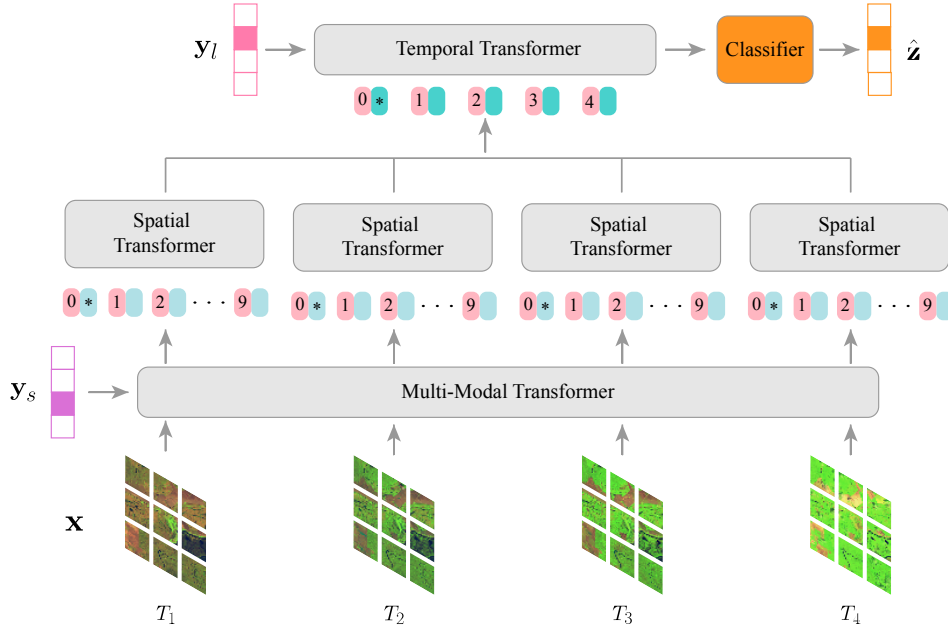 y_l
Temporal Transformer
Classifier
ẑ
0 * 1 2 3 4
Spatial
Transformer
Spatial
Transformer
Spatial
Transformer
Spatial
Transformer
0 * 1 2 · · · 9
0 * 1 2 · · · 9
0 * 1 2 · · · 9
0 * 1 2 · · · 9
y_s
Multi-Modal Transformer
x
T_1
T_2
T_3
T_4